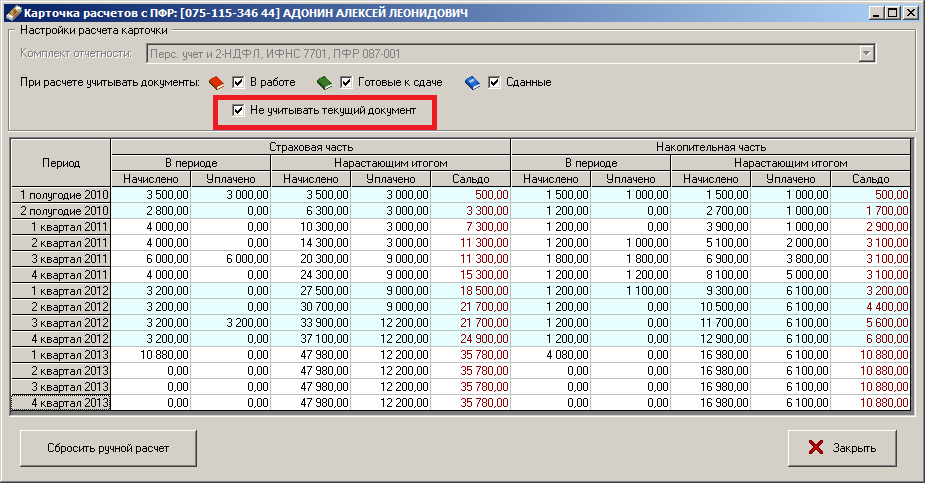 Карточка расчетов с ПФР: [075-115-346 44] АДОНИН АЛЕКСЕЙ ЛЕОНИДОВИЧ
Настройки расчета карточки
Комплект отчетности: Перс. учет и 2-НДФЛ, ИФНС 7701, ПФР 087-001
При расчете учитывать документы: В работе Готовые к сдаче Сданные
Не учитывать текущий документ
Период Страховая часть Накопительная часть
В периоде Нарастающим итогом В периоде Нарастающим итогом
Начислено Уплачено Начислено Уплачено Сальдо Начислено Уплачено Начислено Уплачено Сальдо
1 полугодие 2010 3 500,00 3 000,00 3 500,00 3 000,00 500,00 1 500,00 1 000,00 1 500,00 1 000,00 500,00
2 полугодие 2010 2 800,00 0,00 6 300,00 3 000,00 3 300,00 1 200,00 0,00 2 700,00 1 000,00 1 700,00
1 квартал 2011 4 000,00 0,00 10 300,00 3 000,00 7 300,00 1 200,00 0,00 3 900,00 1 000,00 2 900,00
2 квартал 2011 4 000,00 0,00 14 300,00 3 000,00 11 300,00 1 200,00 1 000,00 5 100,00 2 000,00 3 100,00
3 квартал 2011 6 000,00 6 000,00 20 300,00 9 000,00 11 300,00 1 800,00 1 800,00 6 900,00 3 800,00 3 100,00
4 квартал 2011 4 000,00 0,00 24 300,00 9 000,00 15 300,00 1 200,00 1 200,00 8 100,00 5 000,00 3 100,00
1 квартал 2012 3 200,00 0,00 27 500,00 9 000,00 18 500,00 1 200,00 1 100,00 9 300,00 6 100,00 3 200,00
2 квартал 2012 3 200,00 0,00 30 700,00 9 000,00 21 700,00 1 200,00 0,00 10 500,00 6 100,00 4 400,00
3 квартал 2012 3 200,00 3 200,00 33 900,00 12 200,00 21 700,00 1 200,00 0,00 11 700,00 6 100,00 5 600,00
4 квартал 2012 3 200,00 0,00 37 100,00 12 200,00 24 900,00 1 200,00 0,00 12 900,00 6 100,00 6 800,00
1 квартал 2013 10 880,00 0,00 47 980,00 12 200,00 35 780,00 4 080,00 0,00 16 980,00 6 100,00 10 880,00
2 квартал 2013 0,00 0,00 47 980,00 12 200,00 35 780,00 0,00 0,00 16 980,00 6 100,00 10 880,00
3 квартал 2013 0,00 0,00 47 980,00 12 200,00 35 780,00 0,00 0,00 16 980,00 6 100,00 10 880,00
4 квартал 2013 0,00 0,00 47 980,00 12 200,00 35 780,00 0,00 0,00 16 980,00 6 100,00 10 880,00
Сбросить ручной расчет Закрыть